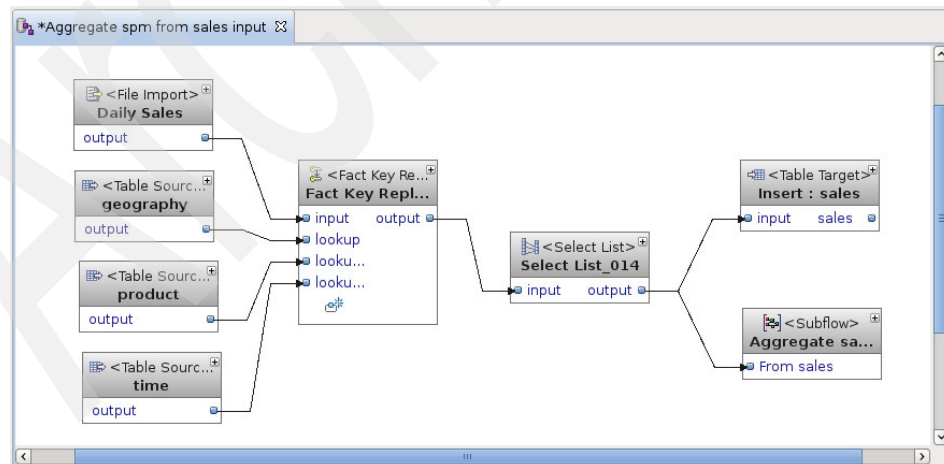 *Aggregate spm from sales input
<File Import>
Daily Sales
output
<Table Sourc...
geography
output
<Table Sourc...
product
output
<Table Sourc...
time
output
<Fact Key Re...
Fact Key Repl...
input output
lookup
looku...
looku...
<Select List>
Select List_014
input output
<Table Target>
Insert : sales
input sales
<Subflow>
Aggregate sa...
From sales